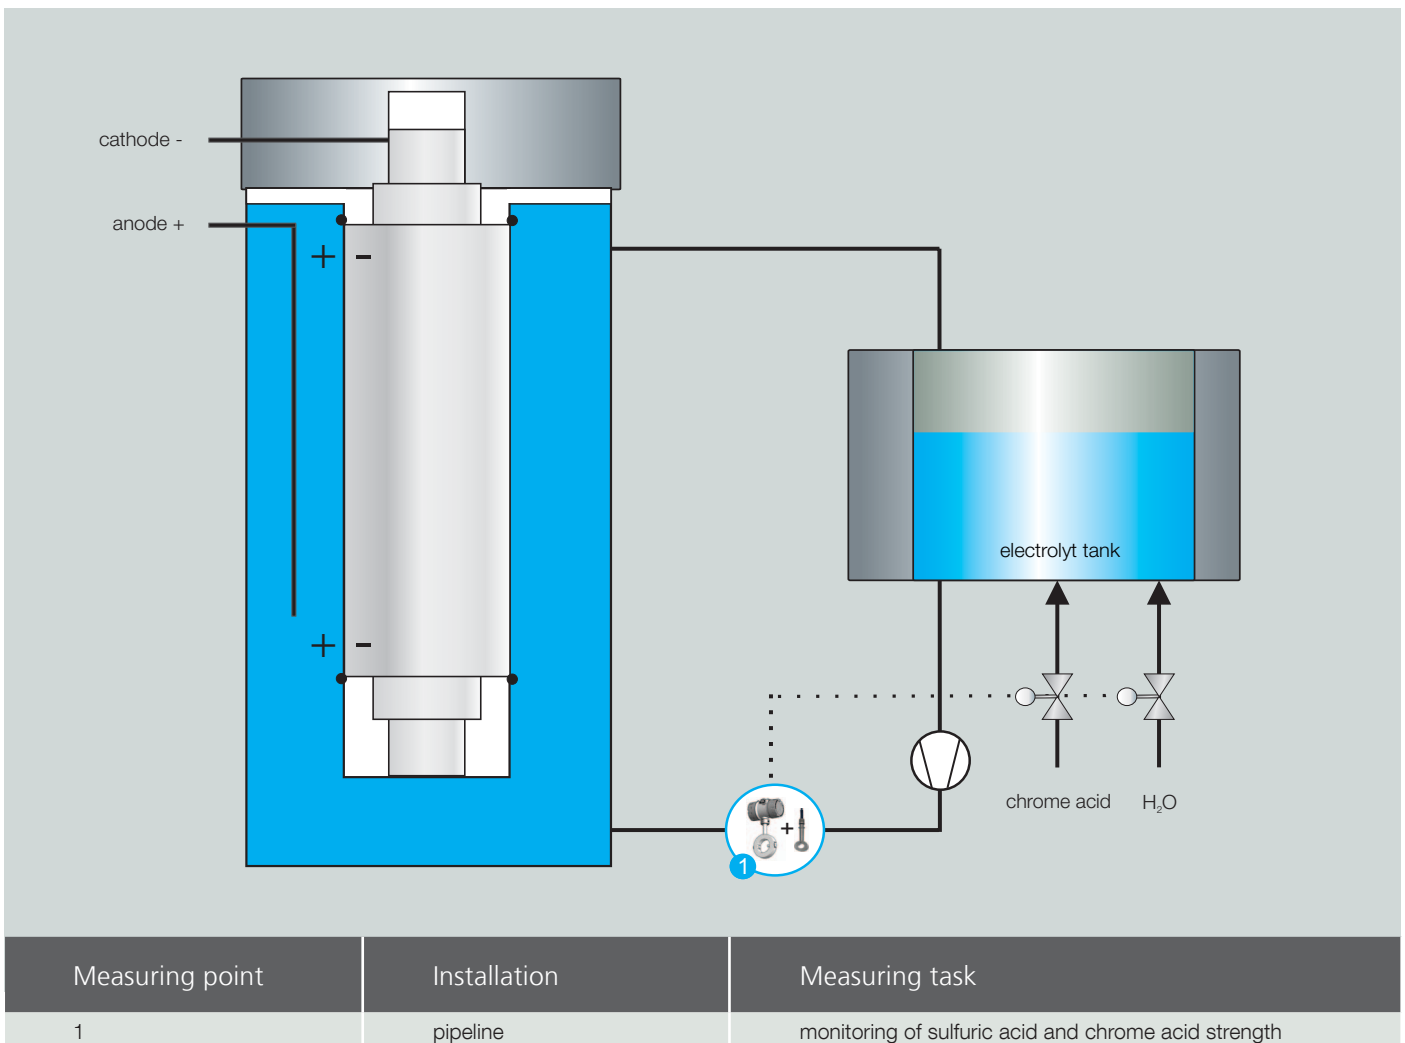 cathode -
anode +
+ -
electrolyt tank
+ -
chrome acid H₂O
+
1
Measuring point Installation Measuring task
1 pipeline monitoring of sulfuric acid and chrome acid strength